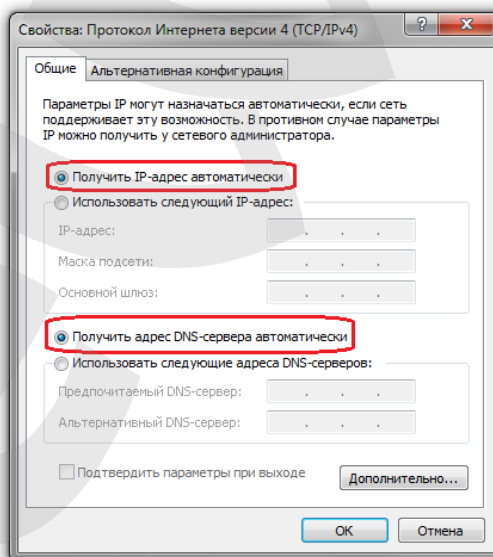 Свойства: Протокол Интернета версии 4 (TCP/IPv4)
Общие Альтернативная конфигурация
Параметры IP могут назначаться автоматически, если сеть
поддерживает эту возможность. В противном случае параметры
IP можно получить у сетевого администратора.
Получить IP-адрес автоматически
Использовать следующий IP-адрес:
IP-адрес:
Маска подсети:
Основной шлюз:
Получить адрес DNS-сервера автоматически
Использовать следующие адреса DNS-серверов:
Предпочитаемый DNS-сервер:
Альтернативный DNS-сервер:
Подтвердить параметры при выходе
Дополнительно...
OK Отмена